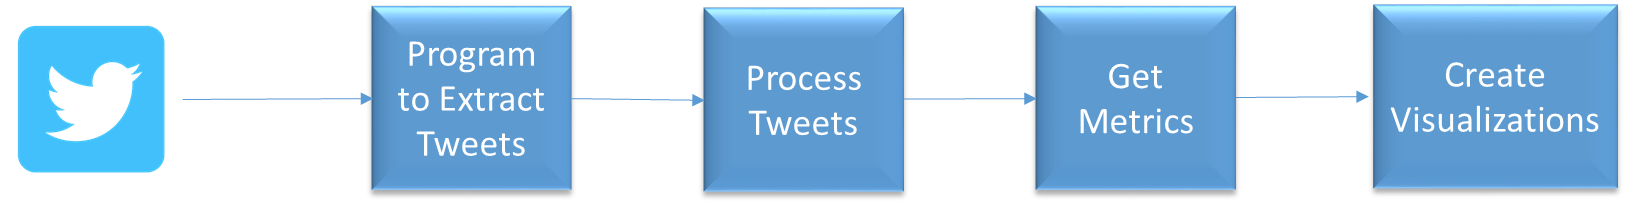 Program
to Extract
Tweets
Process
Tweets
Get
Metrics
Create
Visualizations